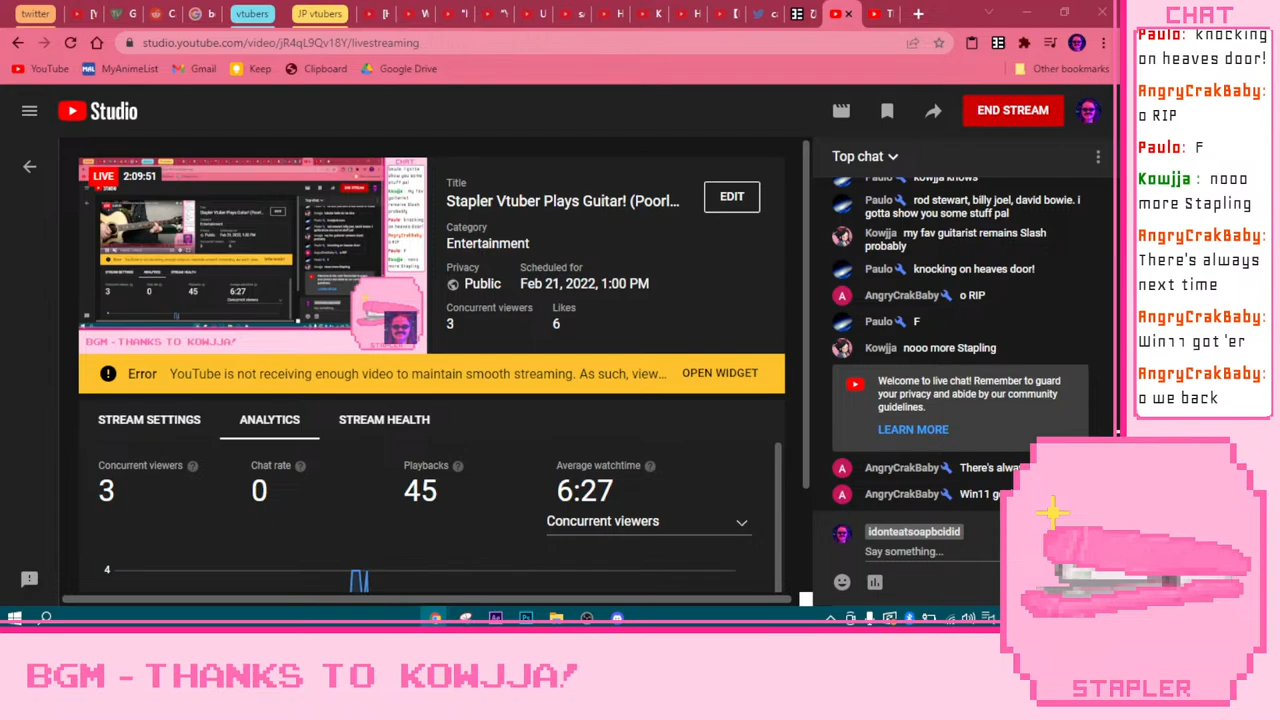 twitter
vtubers
JP vtubers
studio.youtube.com/video/jR4qL9Qv18Y/livestreaming
YouTube
MAL MyAnimeList
Gmail
Keep
Clipboard
Google Drive
Other bookmarks
Studio
END STREAM
LIVE 2:09:51
Title
Stapler Vtuber Plays Guitar! (Poorl...
EDIT
Category
Entertainment
Privacy
Public
Scheduled for
Feb 21, 2022, 1:00 PM
Concurrent viewers
3
Likes
6
BGM - THANKS TO KOWJJA!
STAPLER
Error YouTube is not receiving enough video to maintain smooth streaming. As such, view... OPEN WIDGET
STREAM SETTINGS
ANALYTICS
STREAM HEALTH
Concurrent viewers
3
Chat rate
0
Playbacks
45
Average watchtime
6:27
Concurrent viewers
4
Top chat
Kowjja knows
Paulo rod stewart, billy joel, david bowie. i
gotta show you some stuff pal
Kowjja my fav guitarist remains Slash
probably
Paulo knocking on heaves door!
A AngryCrakBaby o RIP
Paulo F
Kowjja nooo more Stapling
Welcome to live chat! Remember to guard
your privacy and abide by our community
guidelines.
LEARN MORE
A AngryCrakBaby There's alwa
A AngryCrakBaby
idonteatsoapbcidid
Say something...
CHAT
Paulo: knocking
on heaves door!
AngryCrakBaby:
o RIP
Paulo: F
Kowjja : nooo
more Stapling
AngryCrakBaby:
There's always
next time
AngryCrakBaby:
Win11 got 'er
AngryCrakBaby:
o we back
STAPLER
BGM - THANKS TO KOWJJA!